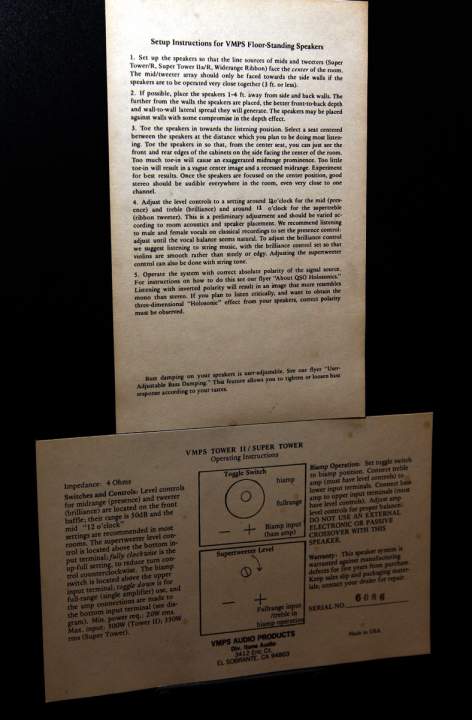 Setup Instructions for VMPS Floor-Standing Speakers
1. Set up the speakers so that the line sources of mids and tweeters (Super
Tower/R, Super Tower IIa/R, Widerange Ribbon) face the center of the room.
The mid/tweeter array should only be faced towards the side walls if the
speakers are to be operated very close together (3 ft. or less).
2. If possible, place the speakers 1-4 ft. away from side and back walls. The
further from the walls the speakers are placed, the better front-to-back depth
and wall-to-wall lateral spread they will generate. The speakers may be placed
against walls with some compromise in the depth effect.
3. Toe the speakers in towards the listening position. Select a seat centered
between the speakers at the distance which you plan to be doing most listen-
ing. Toe the speakers in so that, from the center seat, you can just see the
front and rear edges of the cabinets on the side facing the center of the room.
Too much toe-in will cause an exaggerated midrange prominence. Too little
toe-in will result in a vague center image and a recessed midrange. Experiment
for best results. Once the speakers are focused on the center position, good
stereo should be audible everywhere in the room, even very close to one
channel.
4. Adjust the level controls to a setting around 12 o'clock for the mid (pres-
ence) and treble (brilliance) and around 12 o'clock for the supertreble
(ribbon tweeter). This is a preliminary adjustment and should be varied ac-
cording to room acoustics and speaker placement. We recommend listening
to male and female vocals on classical recordings to set the presence control;
adjust until the vocal balance seems natural. To adjust the brilliance control
we suggest listening to string music, with the brilliance control set so that
violins are smooth rather than steely or edgy. Adjusting the supertweeter
control can also be done with string tone.
5. Operate the system with correct absolute polarity of the signal source.
For instructions on how to do this see our flyer "About QSO Holosonics."
Listening with inverted polarity will result in an image that more resembles
mono than stereo. If you plan to listen critically, and want to obtain the
three-dimensional "Holosonic" effect from your speakers, correct polarity
must be observed.
Bass damping on your speakers is user-adjustable. See our flyer "User-
Adjustable Bass Damping." This feature allows you to tighten or loosen bass
response according to your tastes.
VMPS TOWER II / SUPER TOWER
Operating Instructions
Impedance: 4 Ohms
Switches and Controls: Level controls
for midrange (presence) and tweeter
(brilliance) are located on the front
baffle; their range is 50dB and the
mid "12 o'clock"
settings are recommended in most
rooms. The supertweeter level con-
trol is located above the bottom in-
put terminal; fully clockwise is the
up-full setting, to reduce turn con-
trol counterclockwise. The biamp
switch is located above the upper
input terminal; toggle down is for
full-range (single amplifier) use, and
the amp connections are made to
the bottom input terminal (see dia-
gram). Min. power req.: 20W rms.
Max. input, 300W (Tower II); 350W
rms (Super Tower).
Toggle Switch
biamp
fullrange
- + Biamp input
(bass amp)
Supertweeter Level
- +
Fullrange input
/treble in
biamp operation
Biamp Operation: Set toggle switch
to biamp position. Connect treble
amp (must have level controls) to
lower input terminals. Connect bass
amp to upper input terminals (must
have level controls). Adjust amp
level controls for proper balance.
DO NOT USE AN EXTERNAL
ELECTRONIC OR PASSIVE
CROSSOVER WITH THIS
SPEAKER.
Warranty: This speaker system is
warranted against manufacturing
defects for five years from purchase.
Keep sales slip and packaging mater-
ials; contact your dealer for repair.
SERIAL NO. 6086
Made in USA
VMPS AUDIO PRODUCTS
Div. Itone Audio
3412 Eric Ct.
EL SOBRANTE, CA 94803